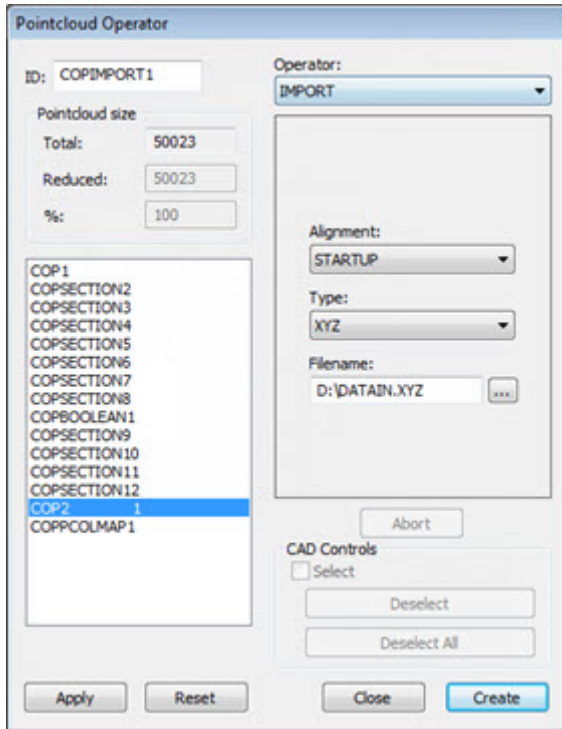 Pointcloud Operator
ID: COPIMPORT1
Pointcloud size
Total: 50023
Reduced: 50023
%: 100
COP1
COPSECTION2
COPSECTION3
COPSECTION4
COPSECTION5
COPSECTION6
COPSECTION7
COPSECTION8
COPBOOLEAN1
COPSECTION9
COPSECTION10
COPSECTION11
COPSECTION12
COP2 1
COPPCOLMAP1
Operator:
IMPORT
Alignment:
STARTUP
Type:
XYZ
Filename:
D:\DATAIN.XYZ ...
Abort
CAD Controls
Select
Deselect
Deselect All
Apply Reset Close Create